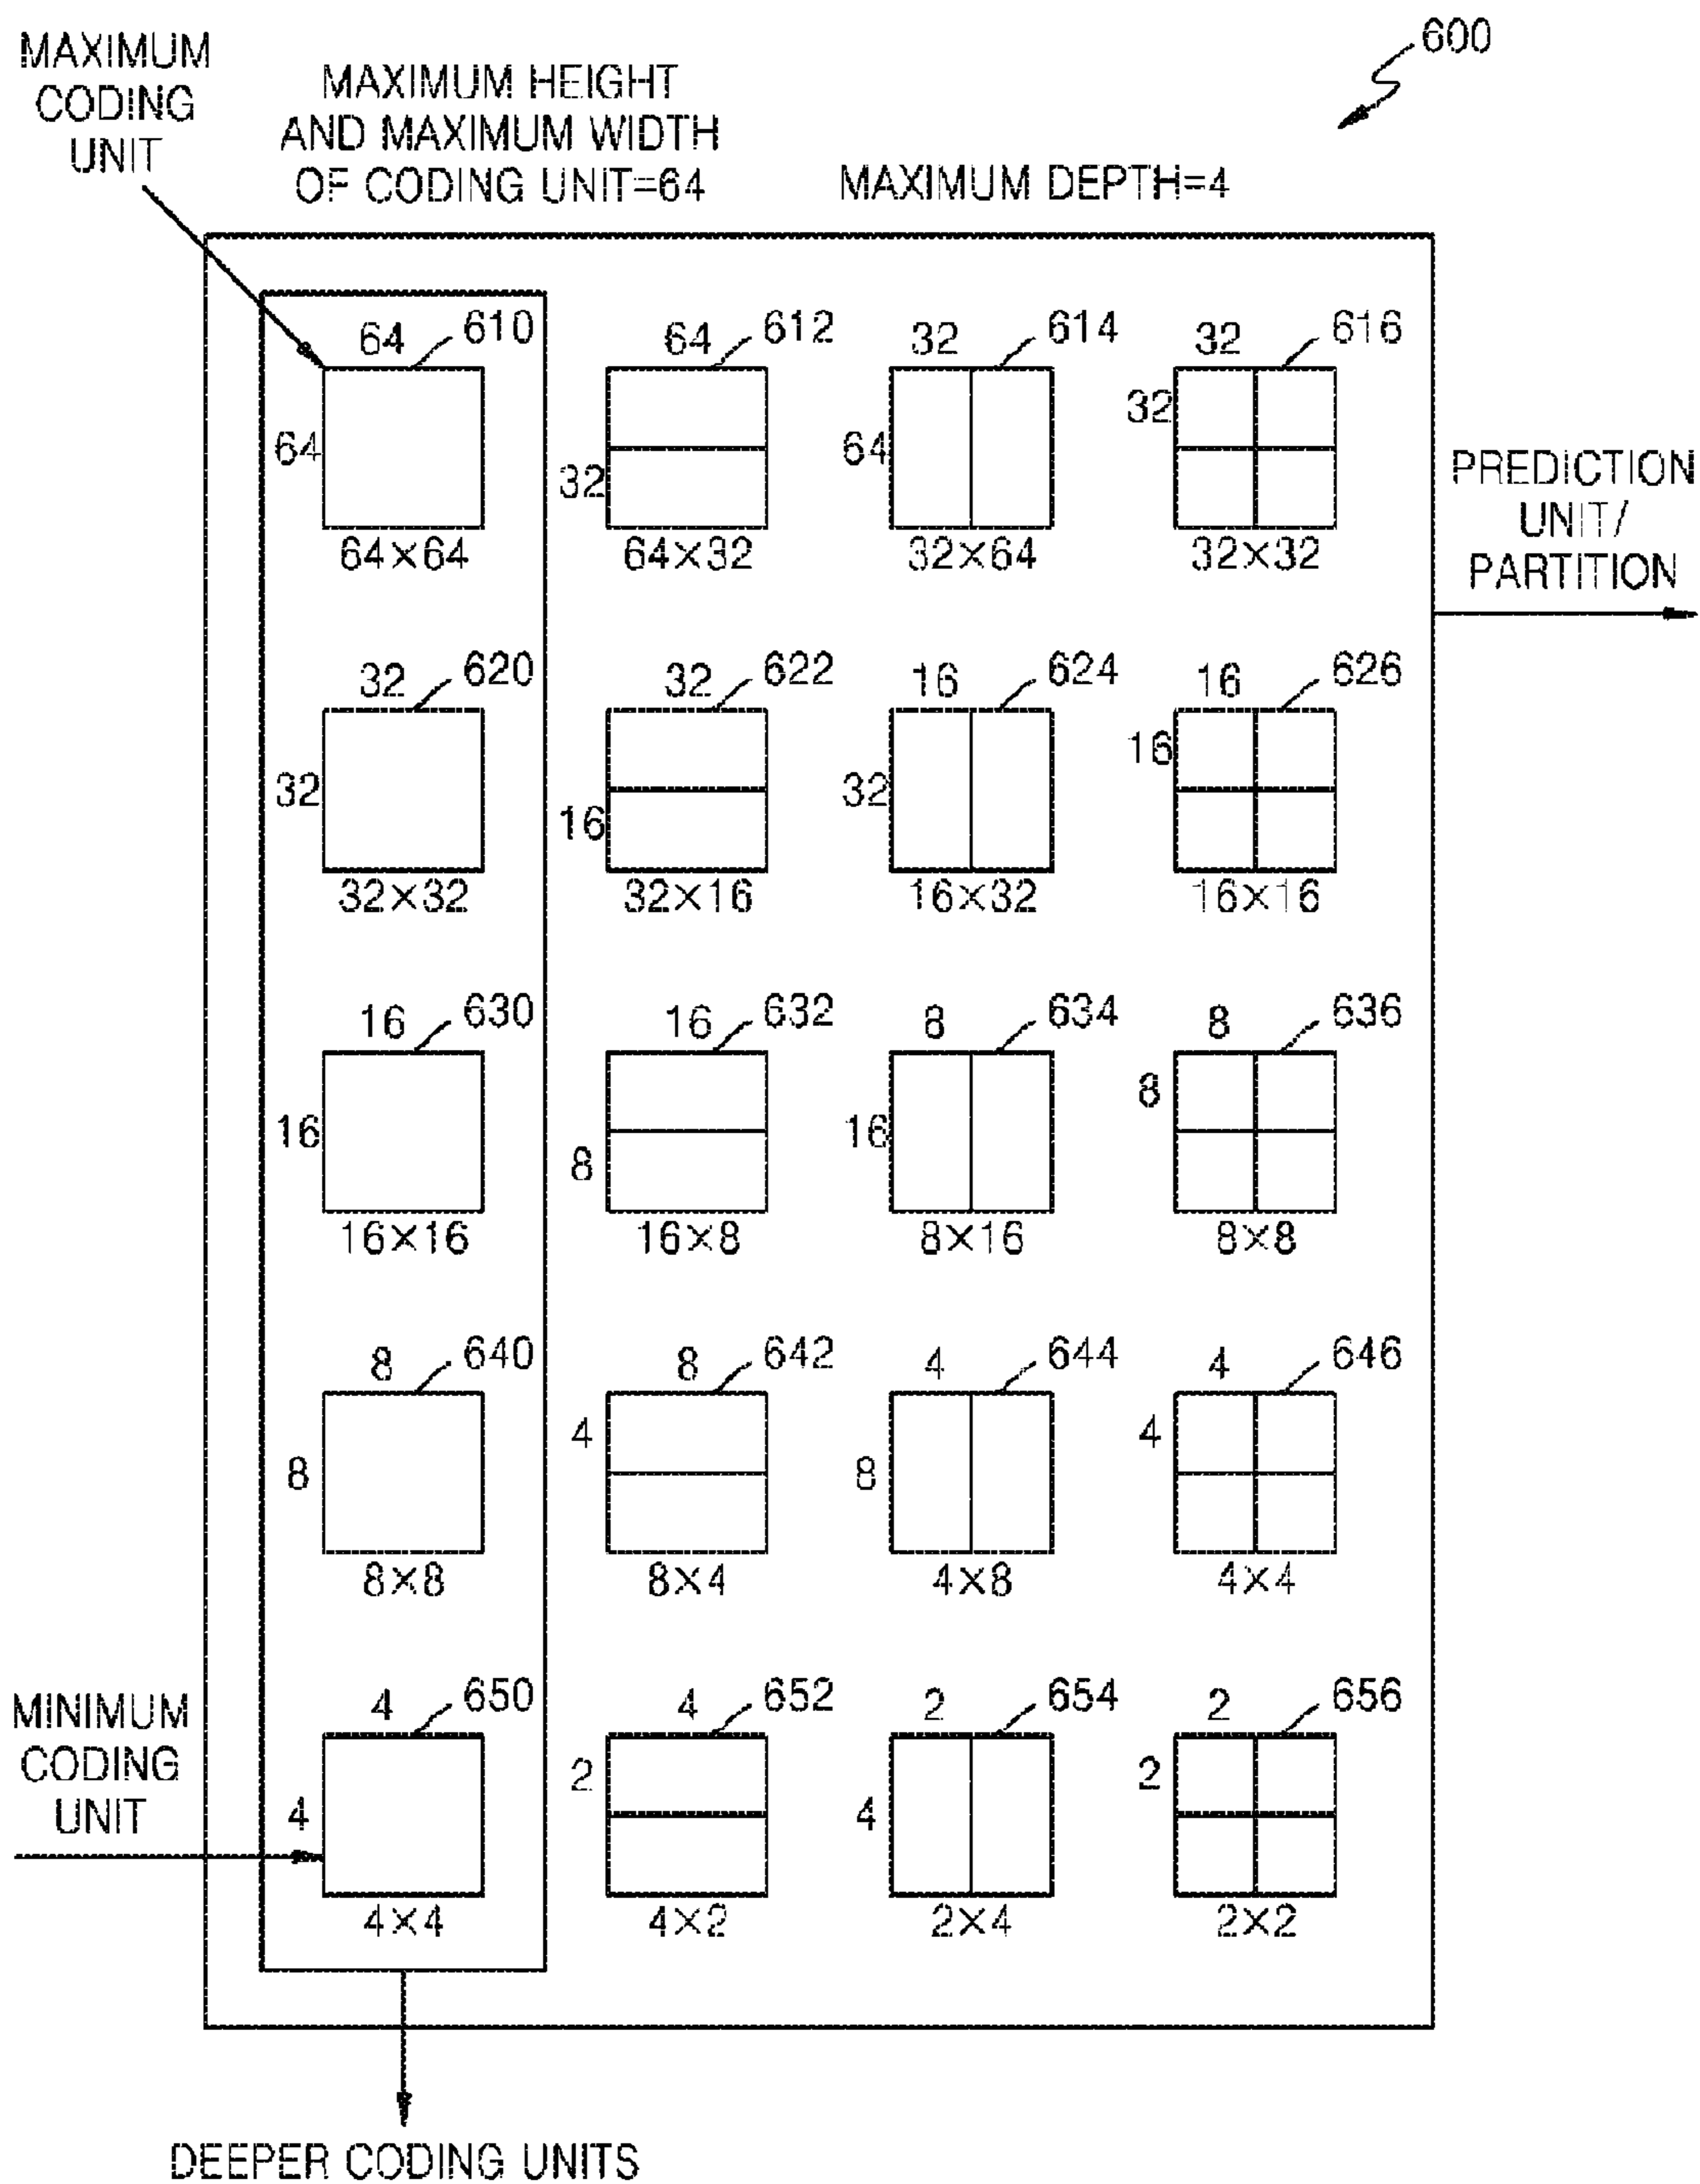 600
MAXIMUM
CODING
UNIT
MAXIMUM HEIGHT
AND MAXIMUM WIDTH
OF CODING UNIT=64
MAXIMUM DEPTH=4
64 610 64 612 32 614 32 616
64 32 64 32
64×64 64×32 32×64 32×32
PREDICTION
UNIT/
PARTITION
32 620 32 622 16 624 16 626
32 16 32 16
32×32 32×16 16×32 16×16
16 630 16 632 8 634 8 636
16 8 16 8
16×16 16×8 8×16 8×8
8 640 8 642 4 644 4 646
8 4 8 4
8×8 8×4 4×8 4×4
MINIMUM
CODING
UNIT
4 650 4 652 2 654 2 656
4 2 4 2
4×4 4×2 2×4 2×2
DEEPER CODING UNITS